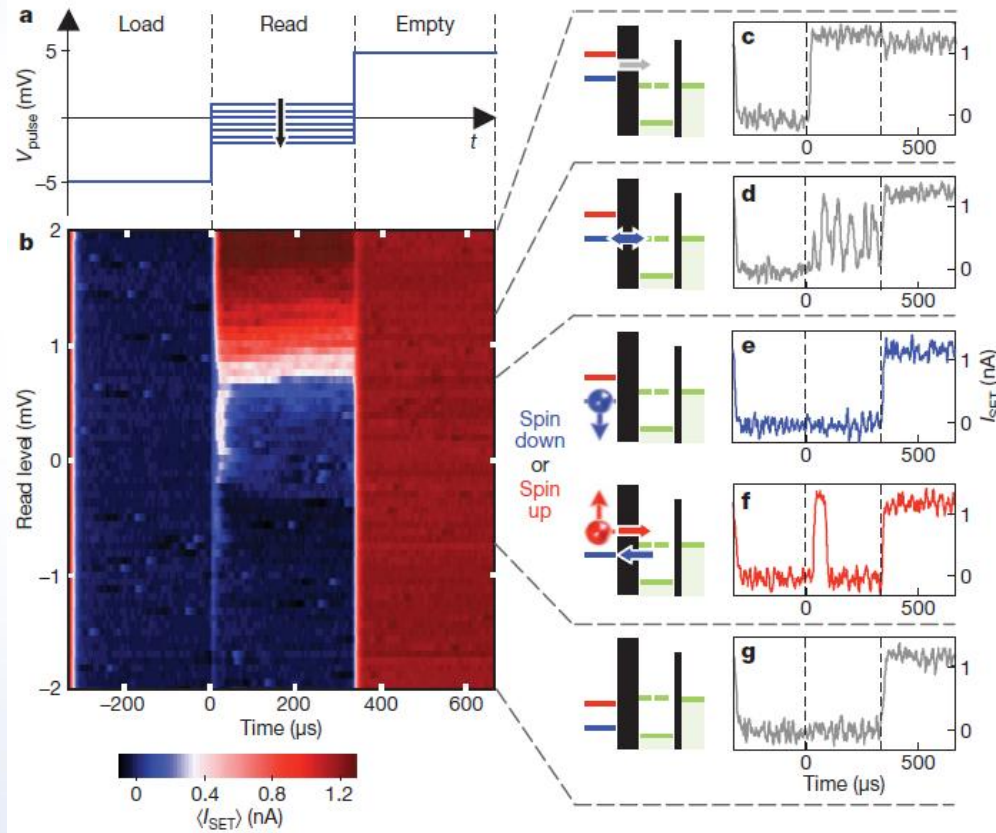 a
Load Read Empty
5
0
−5
V_pulse (mV)
t
b
2
1
0
−1
−2
Read level (mV)
−200 0 200 400 600
Time (µs)
0 0.4 0.8 1.2
⟨I_SET⟩ (nA)
c
1
0
0 500
d
1
0
0 500
e
1
0
0 500
I_SET (nA)
Spin
down
or
Spin
up
f
1
0
0 500
g
1
0
0 500
Time (µs)